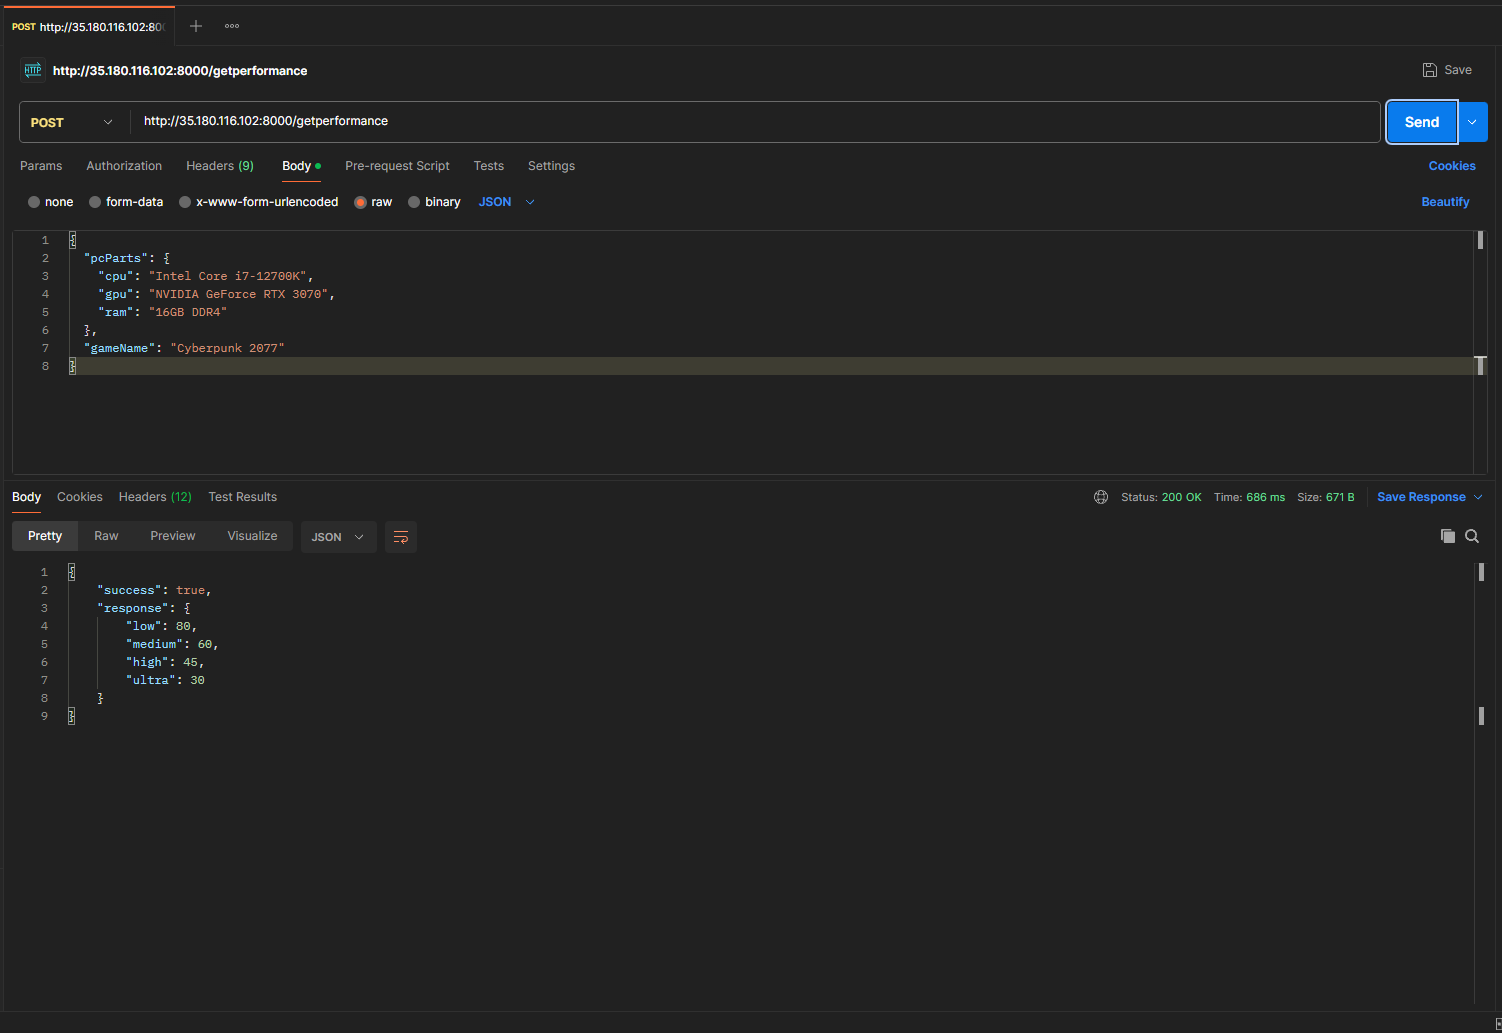 POST http://35.180.116.102:80
http://35.180.116.102:8000/getperformance
Save
POST
http://35.180.116.102:8000/getperformance
Send
Params Authorization Headers (9) Body Pre-request Script Tests Settings
Cookies
none form-data x-www-form-urlencoded raw binary JSON
Beautify
1 {
2 "pcParts": {
3 "cpu": "Intel Core i7-12700K",
4 "gpu": "NVIDIA GeForce RTX 3070",
5 "ram": "16GB DDR4"
6 },
7 "gameName": "Cyberpunk 2077"
8 }
Body Cookies Headers (12) Test Results
Status: 200 OK Time: 686 ms Size: 671 B
Save Response
Pretty Raw Preview Visualize
JSON
1 {
2 "success": true,
3 "response": {
4 "low": 80,
5 "medium": 60,
6 "high": 45,
7 "ultra": 30
8 }
9 }